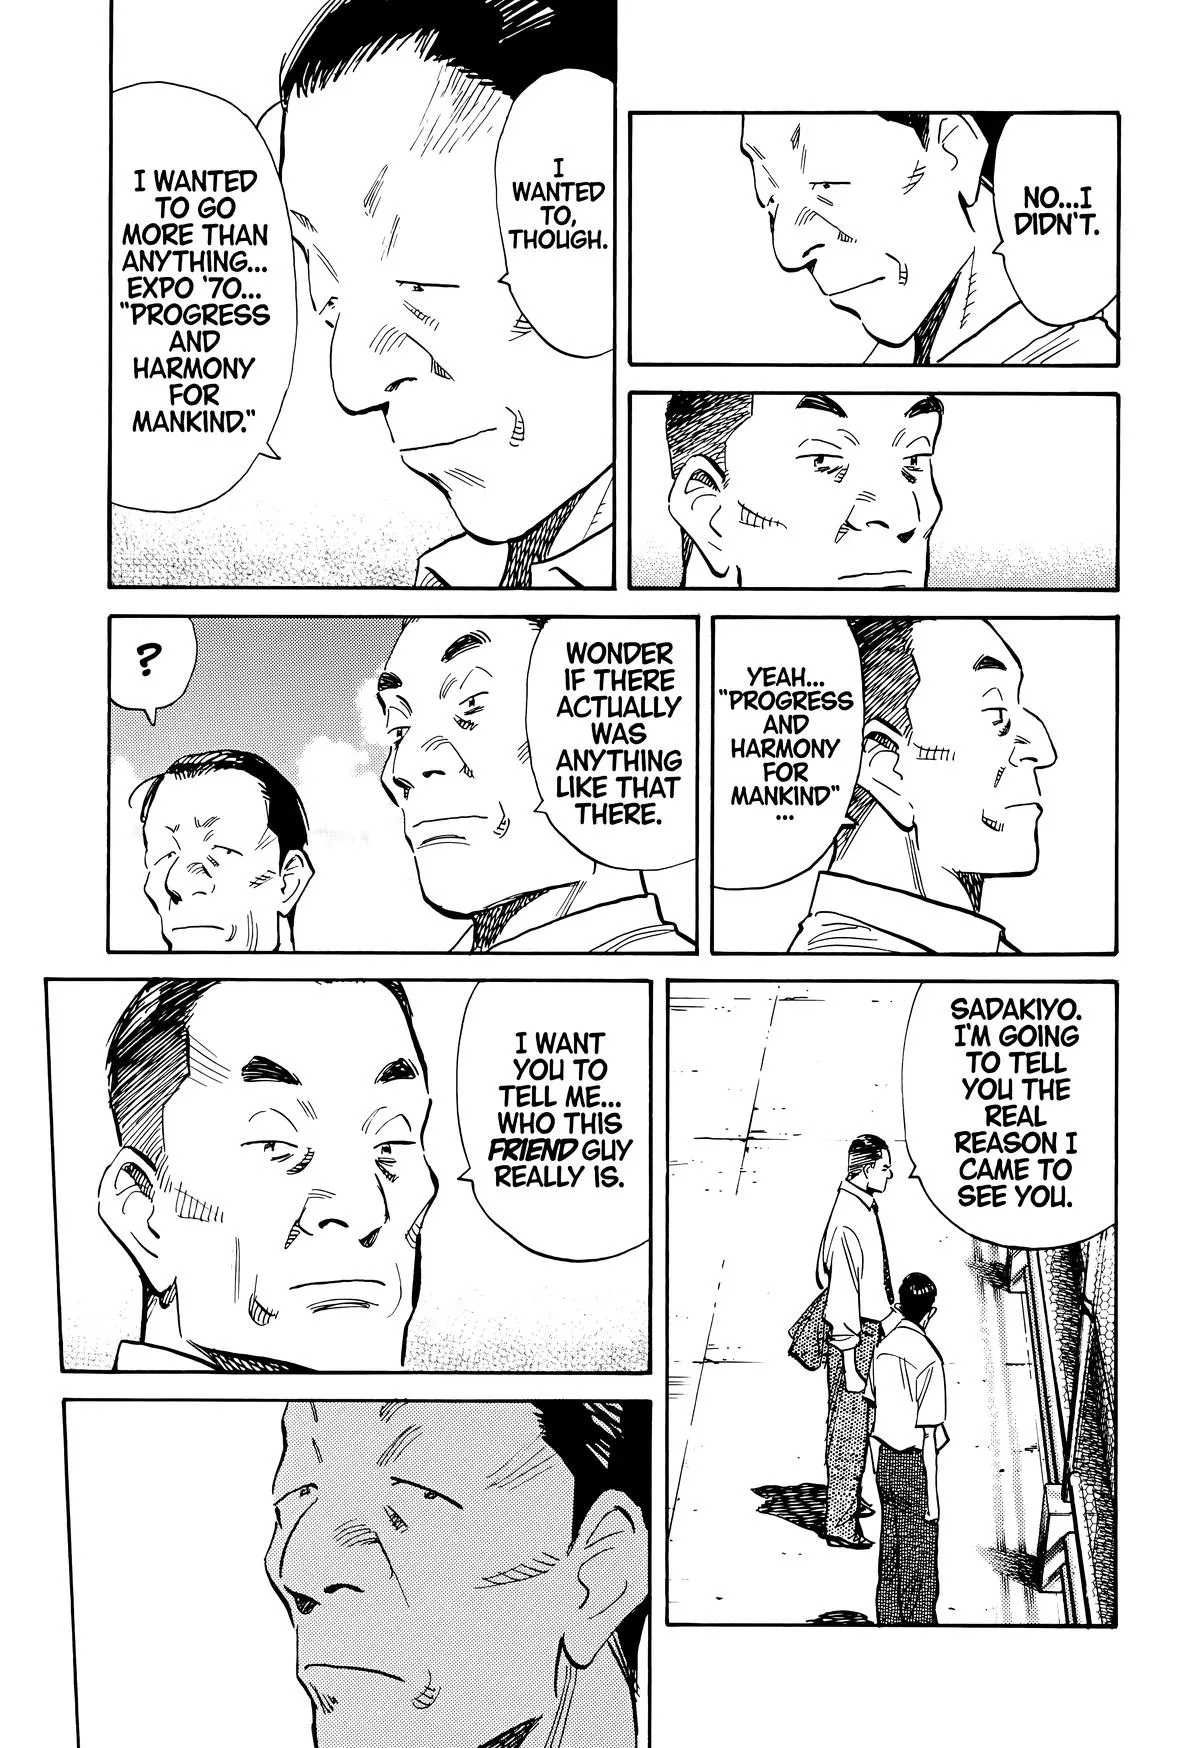 NO...I
DIDN'T.
I
WANTED
TO,
THOUGH.
I WANTED
TO GO
MORE THAN
ANYTHING...
EXPO '70...
"PROGRESS
AND
HARMONY
FOR
MANKIND."
YEAH...
"PROGRESS
AND
HARMONY
FOR
MANKIND"
...
WONDER
IF THERE
ACTUALLY
WAS
ANYTHING
LIKE THAT
THERE.
?
SADAKIYO.
I'M GOING
TO TELL
YOU THE
REAL
REASON I
CAME TO
SEE YOU.
I WANT
YOU TO
TELL ME...
WHO THIS
FRIEND GUY
REALLY IS.